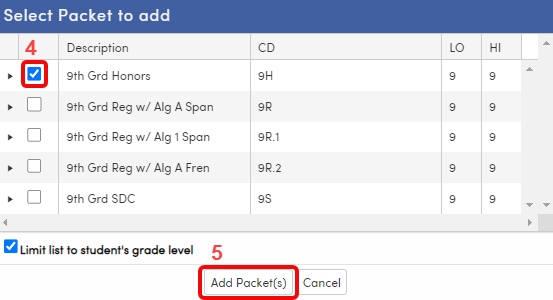 Select Packet to add
4
Description CD LO HI
9th Grd Honors 9H 9 9
9th Grd Reg w/ Alg A Span 9R 9 9
9th Grd Reg w/ Alg 1 Span 9R.1 9 9
9th Grd Reg w/ Alg A Fren 9R.2 9 9
9th Grd SDC 9S 9 9
Limit list to student's grade level
5
Add Packet(s) Cancel